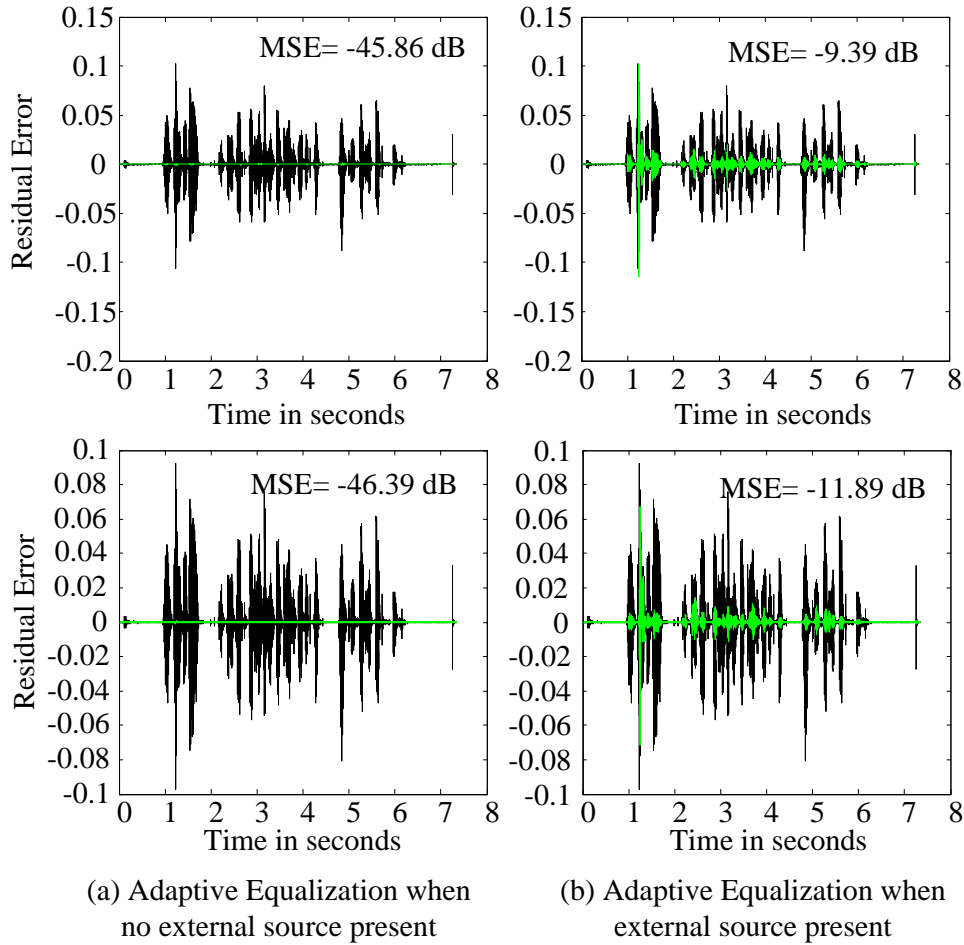 0.15
0.1
0.05
0
-0.05
-0.1
-0.15
-0.2
Residual Error
MSE= -45.86 dB
0 1 2 3 4 5 6 7 8
Time in seconds
0.15
0.1
0.05
0
-0.05
-0.1
-0.15
-0.2
MSE= -9.39 dB
0 1 2 3 4 5 6 7 8
Time in seconds
0.1
0.08
0.06
0.04
0.02
0
-0.02
-0.04
-0.06
-0.08
-0.1
Residual Error
MSE= -46.39 dB
0 1 2 3 4 5 6 7 8
Time in seconds
0.1
0.08
0.06
0.04
0.02
0
-0.02
-0.04
-0.06
-0.08
-0.1
MSE= -11.89 dB
0 1 2 3 4 5 6 7 8
Time in seconds
(a) Adaptive Equalization when
no external source present
(b) Adaptive Equalization when
external source present